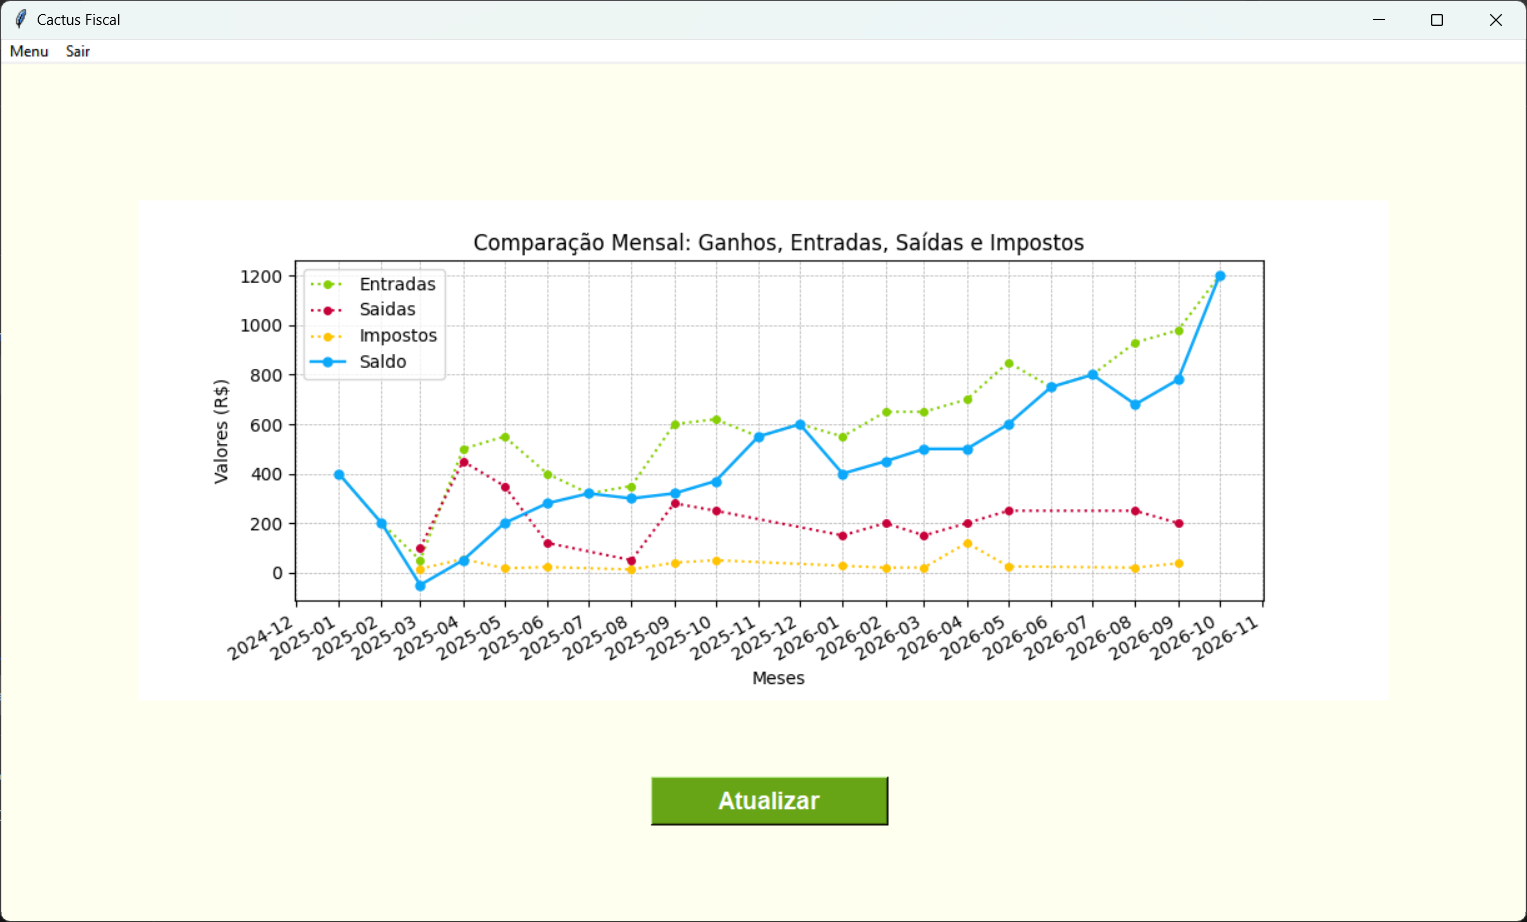 Cactus Fiscal
Menu Sair
Comparação Mensal: Ganhos, Entradas, Saídas e Impostos
Entradas
Saidas
Impostos
Saldo
Valores (R$)
1200
1000
800
600
400
200
0
2024-12 2025-01 2025-02 2025-03 2025-04 2025-05 2025-06 2025-07 2025-08 2025-09 2025-10 2025-11 2025-12 2026-01 2026-02 2026-03 2026-04 2026-05 2026-06 2026-07 2026-08 2026-09 2026-10 2026-11
Meses
Atualizar